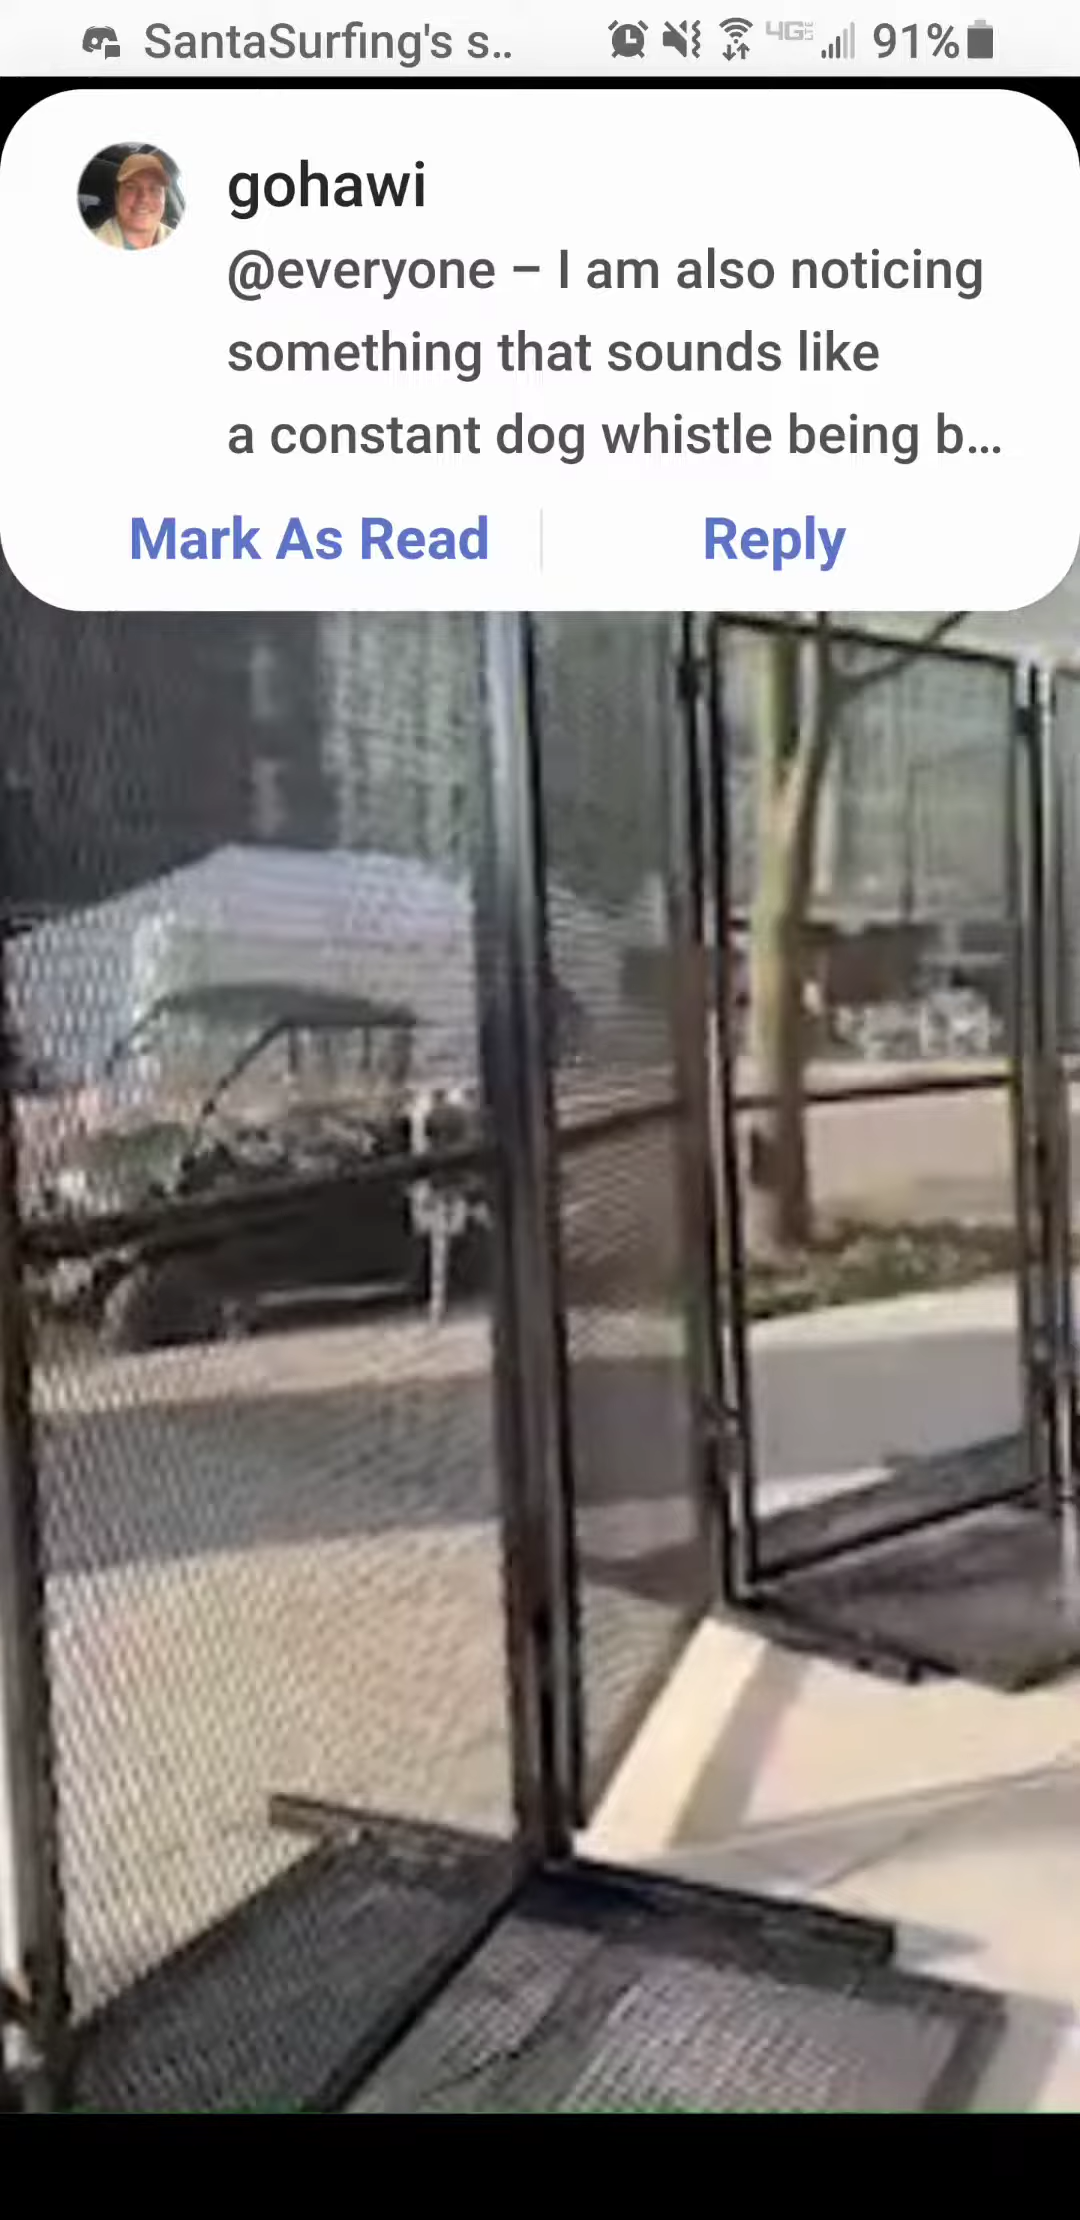 SantaSurfing's s.. 4G 91%
gohawi
@everyone – I am also noticing
something that sounds like
a constant dog whistle being b...
Mark As Read Reply